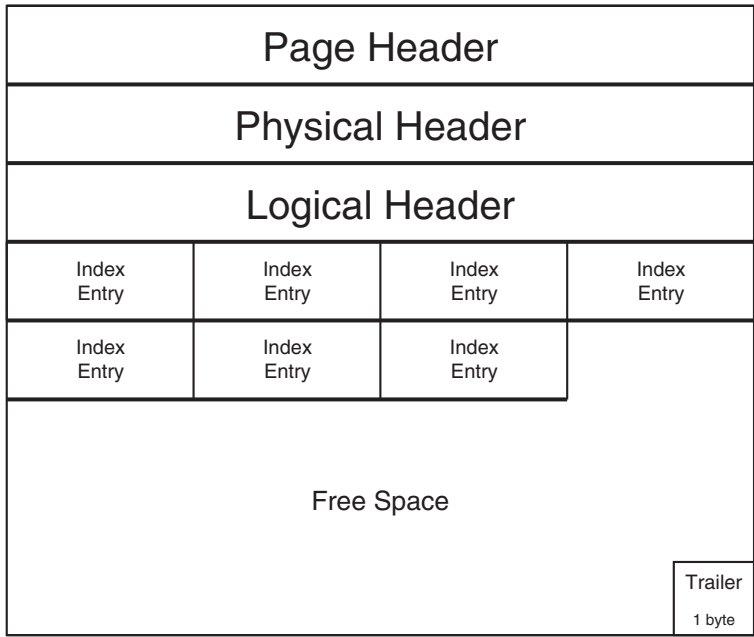 Page Header
Physical Header
Logical Header
Index
Entry
Index
Entry
Index
Entry
Index
Entry
Index
Entry
Index
Entry
Index
Entry
Free Space
Trailer
1 byte